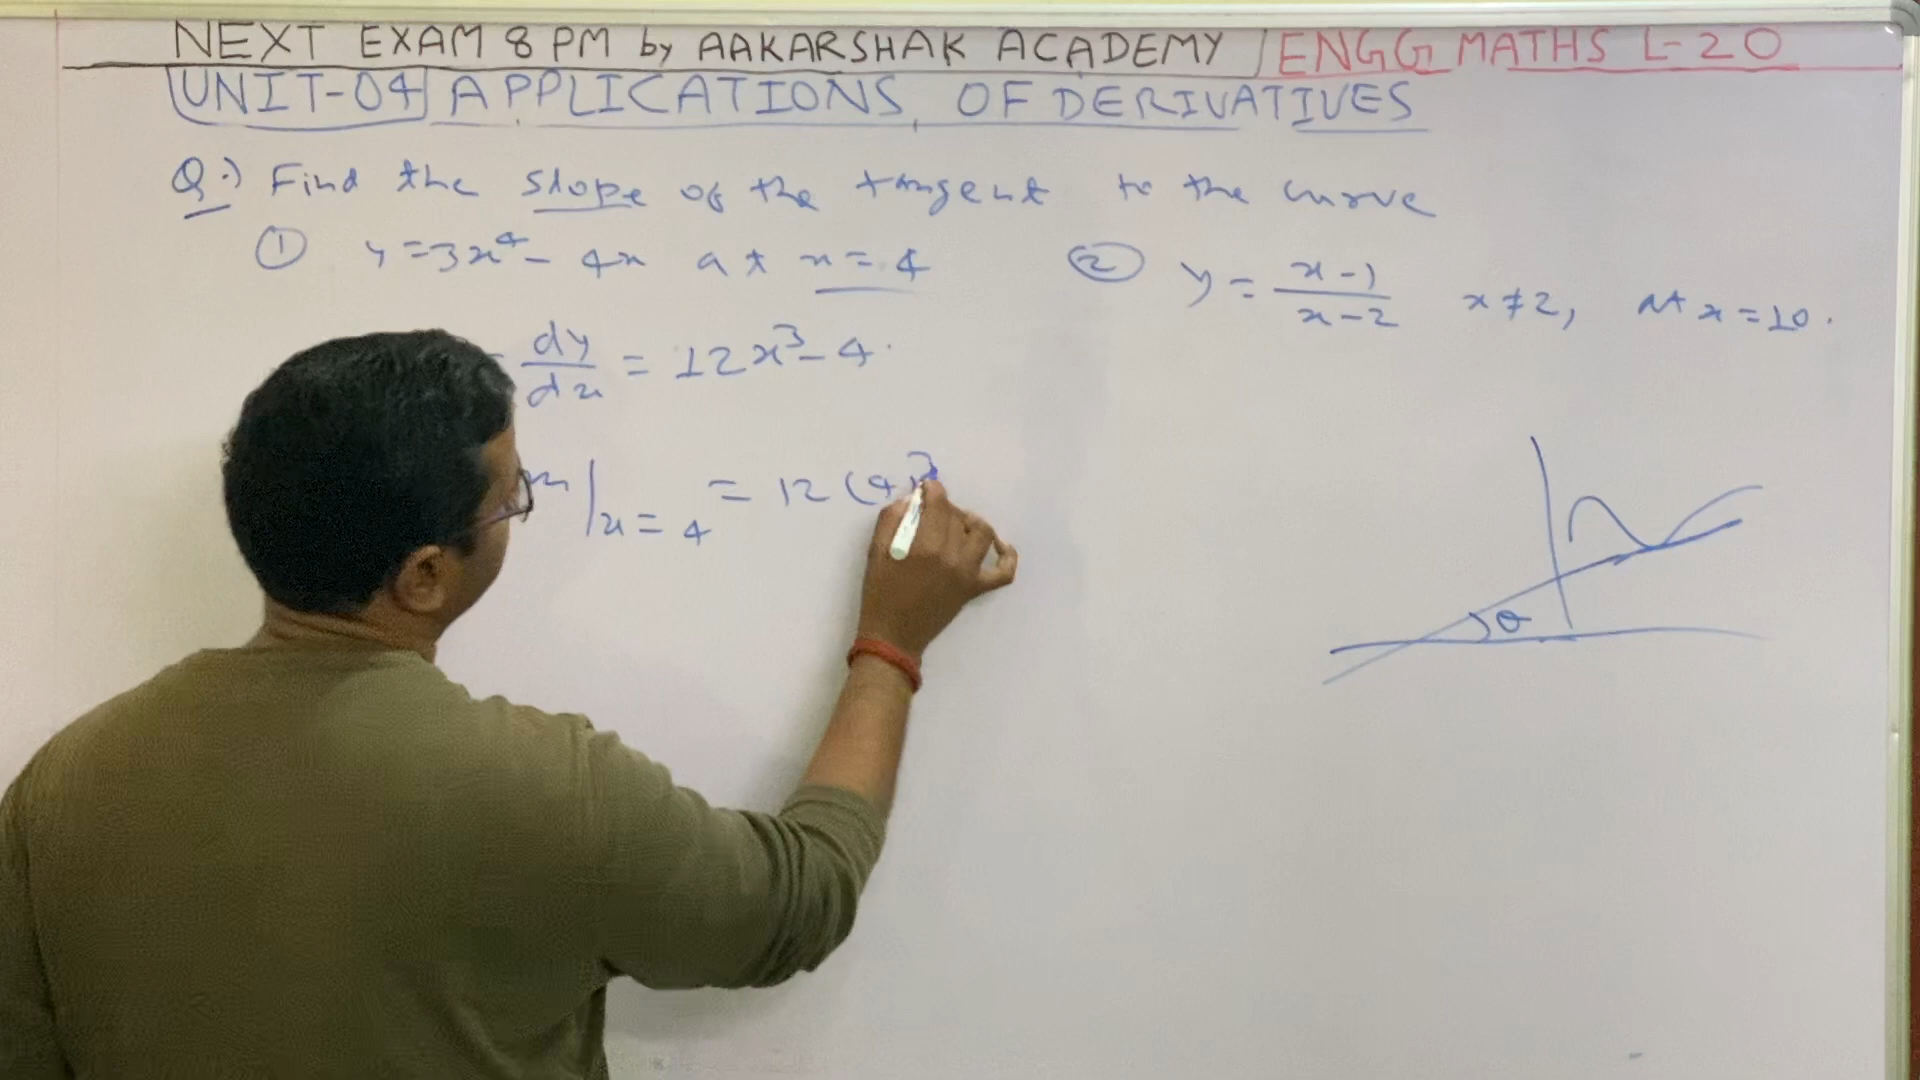 NEXT EXAM 8 PM by AAKARSHAK ACADEMY ENGG MATHS L-20
UNIT-04 APPLICATIONS OF DERIVATIVES
Q.) Find the slope of the tangent to the curve
① y = 3x⁴ - 4x at x = 4
② y = (x-1)/(x-2) x ≠ 2, at x = 10.
dy/dx = 12x³ - 4.
m|x = 4 = 12(4)³
θ